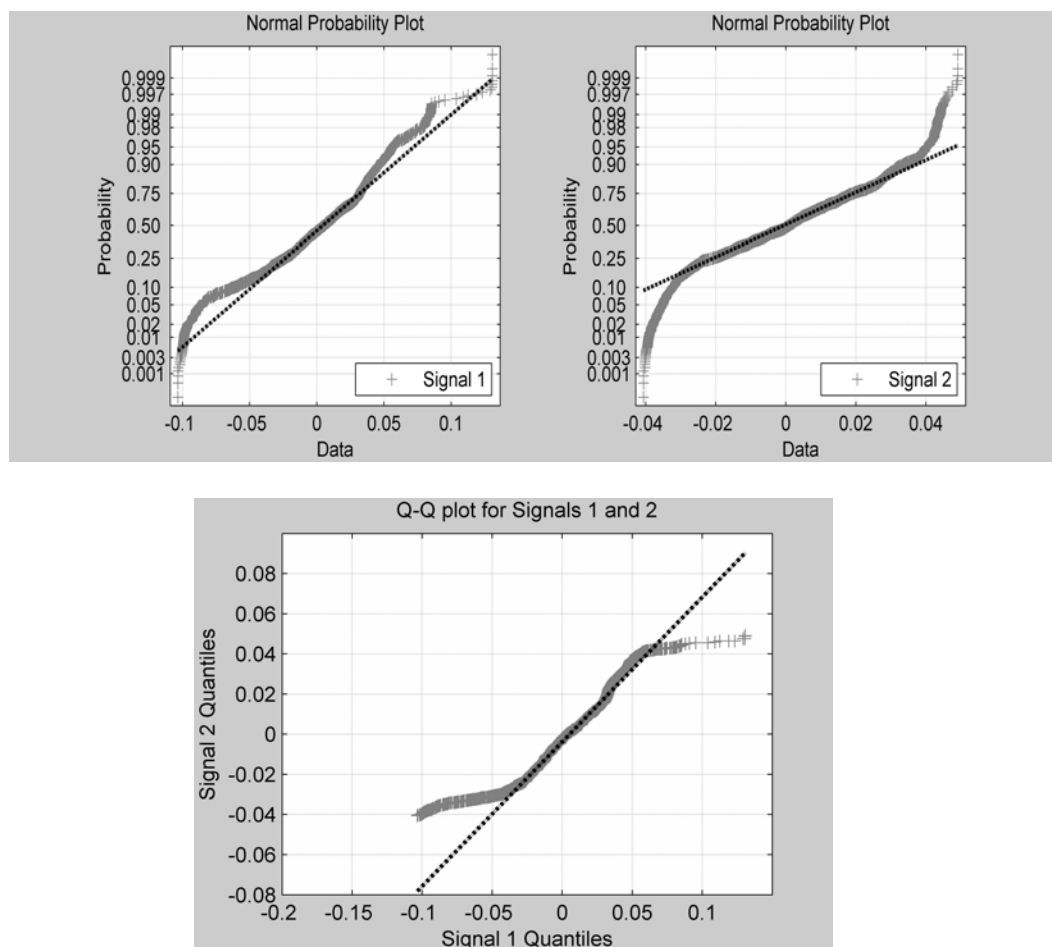 Normal Probability Plot
0.999
0.997
0.99
0.98
0.95
0.90
0.75
0.50
0.25
0.10
0.05
0.02
0.01
0.003
0.001
Probability
Signal 1
-0.1 -0.05 0 0.05 0.1
Data
Normal Probability Plot
0.999
0.997
0.99
0.98
0.95
0.90
0.75
0.50
0.25
0.10
0.05
0.02
0.01
0.003
0.001
Probability
Signal 2
-0.04 -0.02 0 0.02 0.04
Data
Q-Q plot for Signals 1 and 2
0.08
0.06
0.04
0.02
0
-0.02
-0.04
-0.06
-0.08
Signal 2 Quantiles
-0.2 -0.15 -0.1 -0.05 0 0.05 0.1
Signal 1 Quantiles